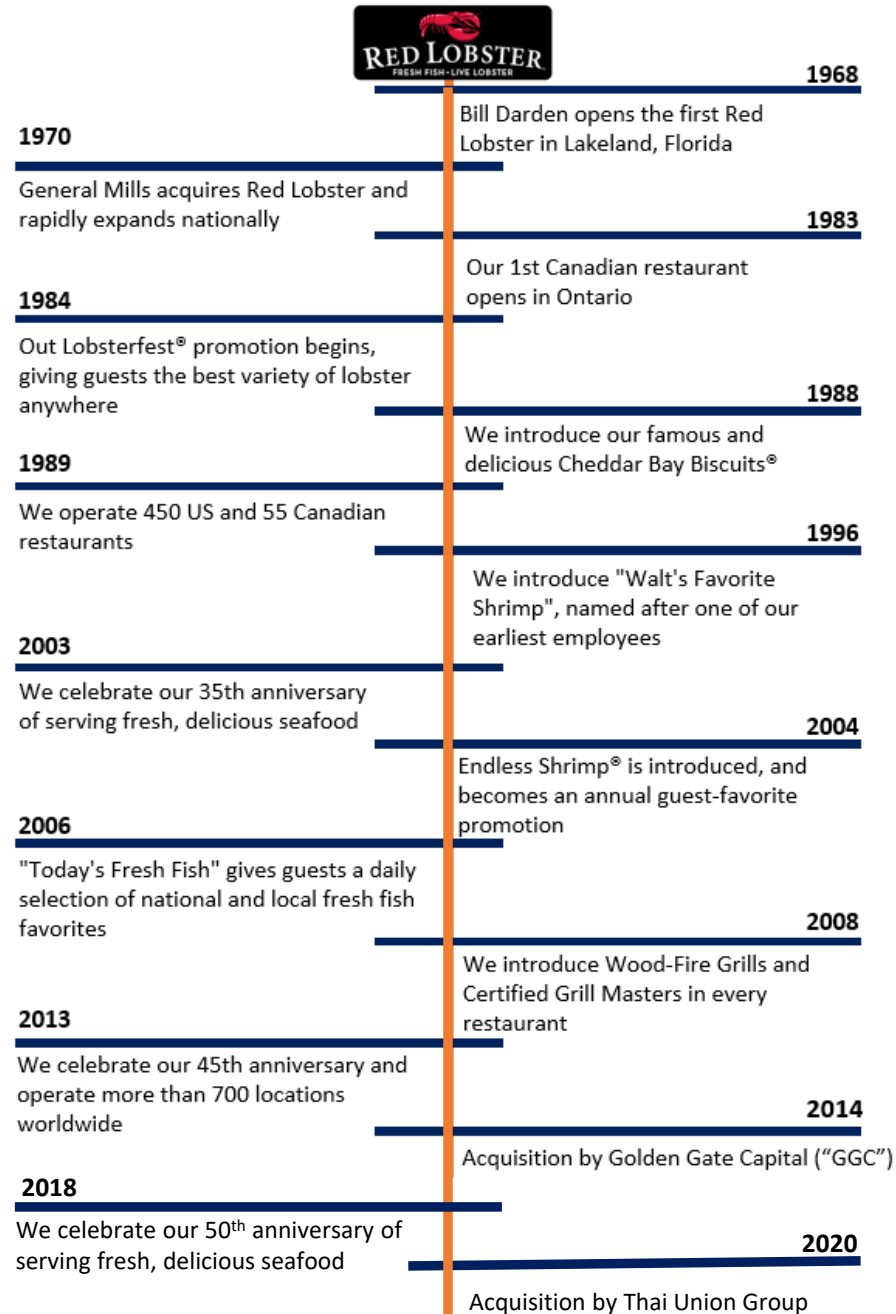 RED LOBSTER
FRESH FISH-LIVE LOBSTER
1968
Bill Darden opens the first Red
Lobster in Lakeland, Florida
1970
General Mills acquires Red Lobster and
rapidly expands nationally
1983
Our 1st Canadian restaurant
opens in Ontario
1984
Out Lobsterfest® promotion begins,
giving guests the best variety of lobster
anywhere
1988
We introduce our famous and
delicious Cheddar Bay Biscuits®
1989
We operate 450 US and 55 Canadian
restaurants
1996
We introduce "Walt's Favorite
Shrimp", named after one of our
earliest employees
2003
We celebrate our 35th anniversary
of serving fresh, delicious seafood
2004
Endless Shrimp® is introduced, and
becomes an annual guest-favorite
promotion
2006
"Today's Fresh Fish" gives guests a daily
selection of national and local fresh fish
favorites
2008
We introduce Wood-Fire Grills and
Certified Grill Masters in every
restaurant
2013
We celebrate our 45th anniversary and
operate more than 700 locations
worldwide
2014
Acquisition by Golden Gate Capital (“GGC”)
2018
We celebrate our 50th anniversary of
serving fresh, delicious seafood
2020
Acquisition by Thai Union Group